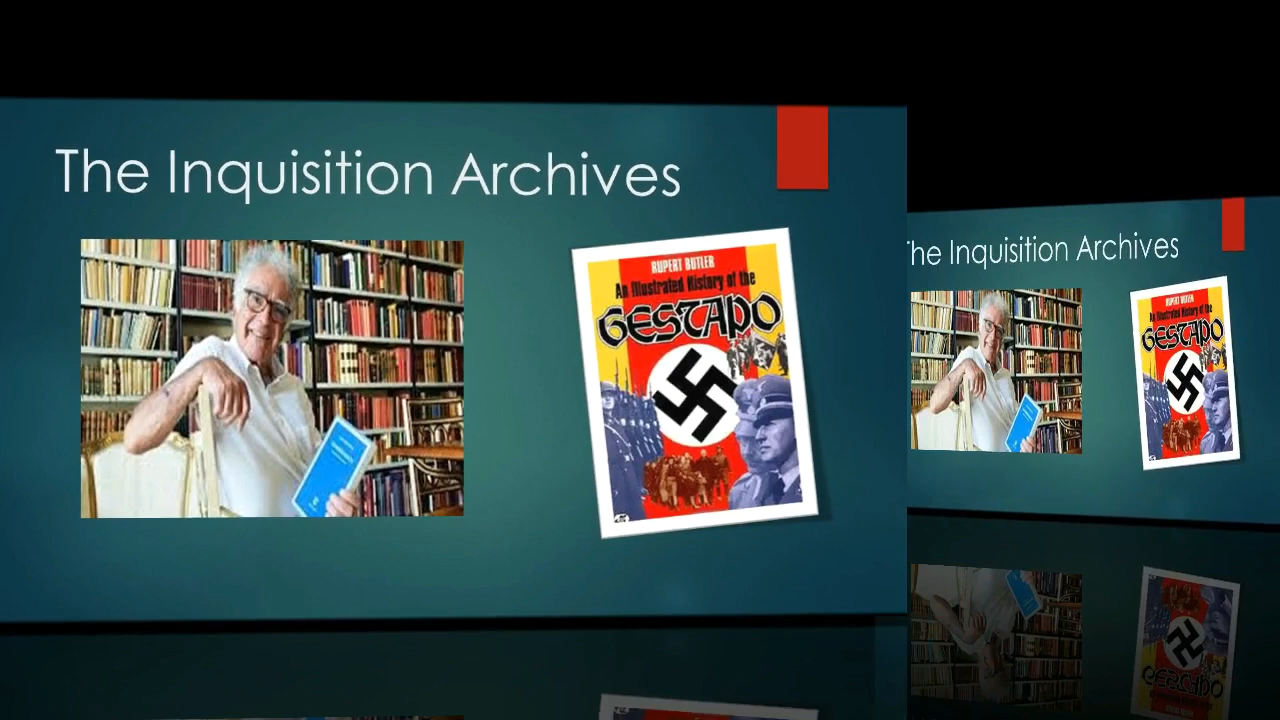 The Inquisition Archives
RUPERT BUTLER
An Illustrated History of the
GESTAPO
The Inquisition Archives
RUPERT BUTLER
An Illustrated History of the
GESTAPO